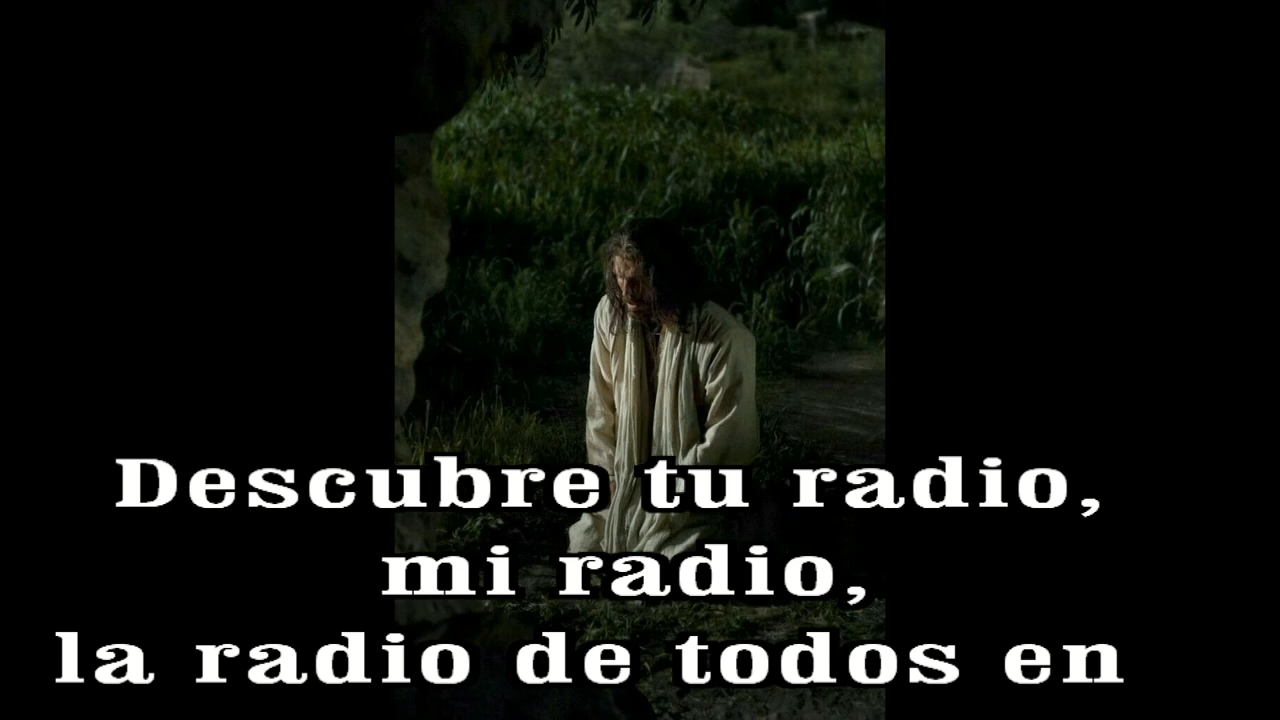 Descubre tu radio,
mi radio,
la radio de todos en